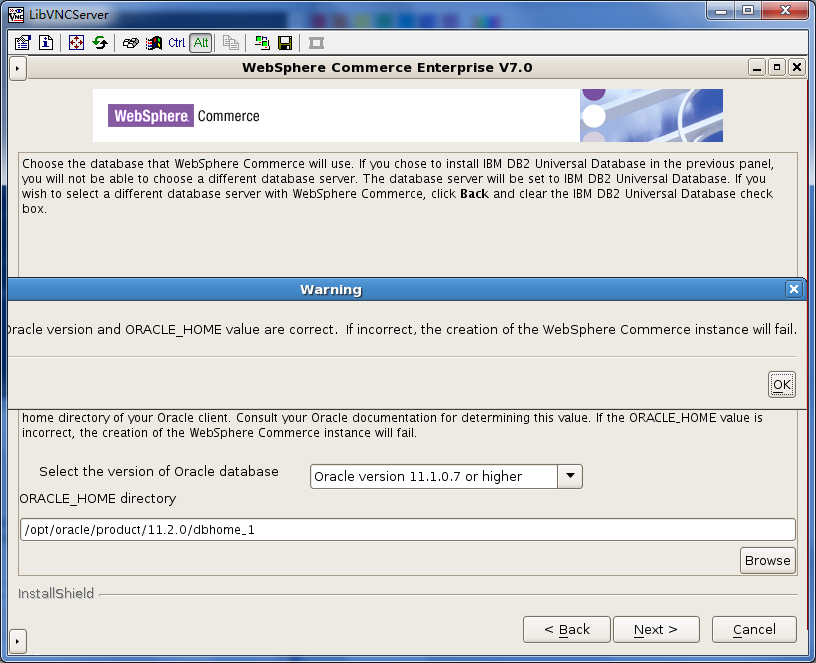 LibVNCServer
Ctrl Alt
WebSphere Commerce Enterprise V7.0
WebSphere. Commerce
Choose the database that WebSphere Commerce will use. If you chose to install IBM DB2 Universal Database in the previous panel,
you will not be able to choose a different database server. The database server will be set to IBM DB2 Universal Database. If you
wish to select a different database server with WebSphere Commerce, click Back and clear the IBM DB2 Universal Database check
box.
Warning
Oracle version and ORACLE_HOME value are correct. If incorrect, the creation of the WebSphere Commerce instance will fail.
OK
home directory of your Oracle client. Consult your Oracle documentation for determining this value. If the ORACLE_HOME value is
incorrect, the creation of the WebSphere Commerce instance will fail.
Select the version of Oracle database
Oracle version 11.1.0.7 or higher
ORACLE_HOME directory
/opt/oracle/product/11.2.0/dbhome_1
Browse
InstallShield
< Back
Next >
Cancel